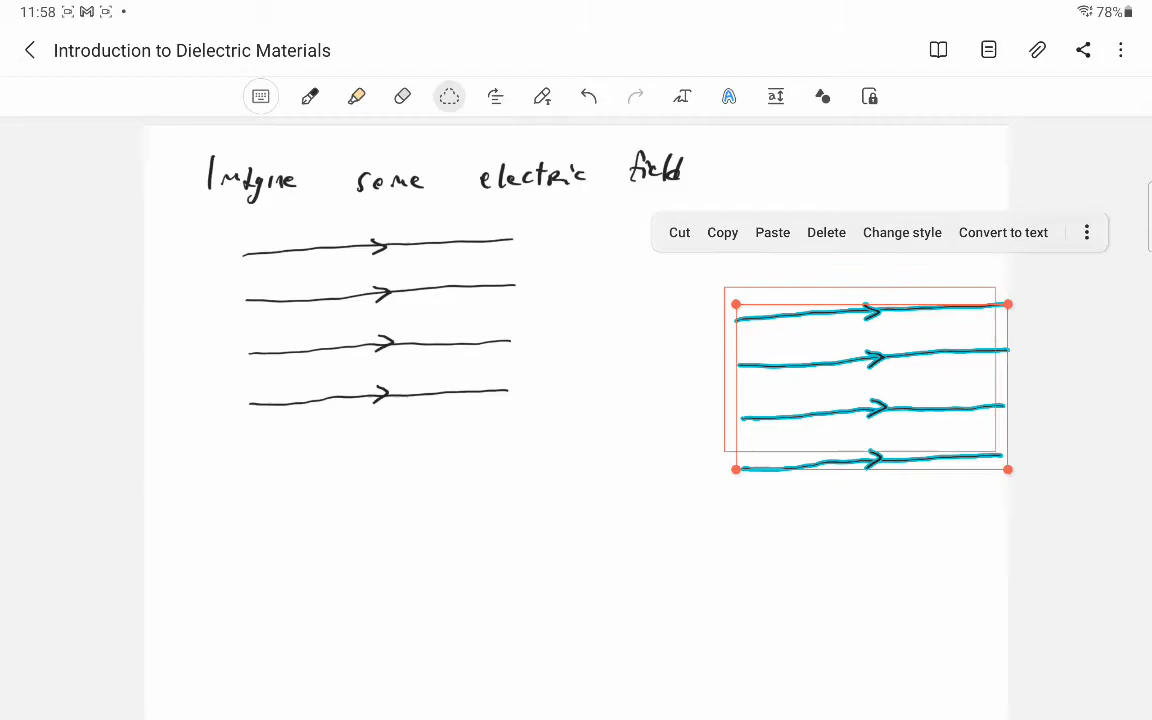 11:58 78%
Introduction to Dielectric Materials
Imagine some electric field
Cut Copy Paste Delete Change style Convert to text